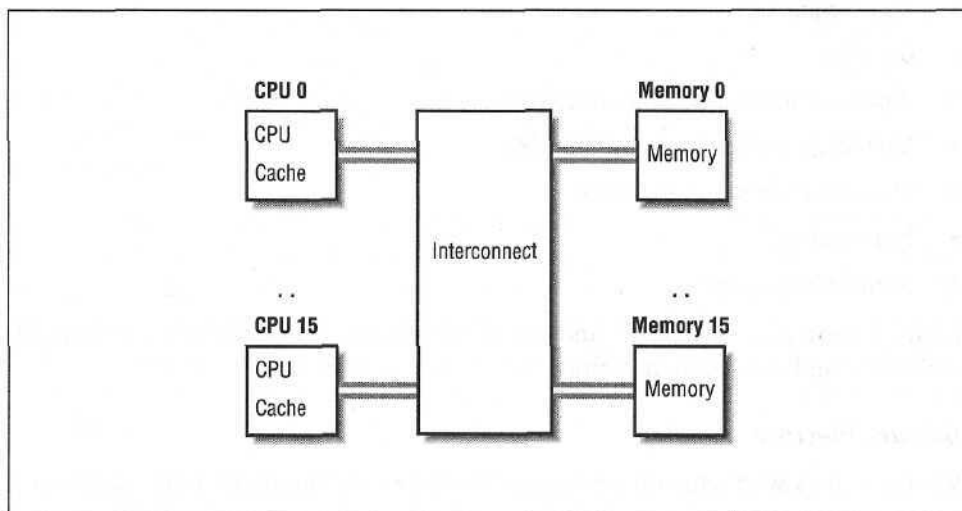 CPU 0
CPU
Cache
Interconnect
Memory 0
Memory
. .
CPU 15
CPU
Cache
. .
Memory 15
Memory